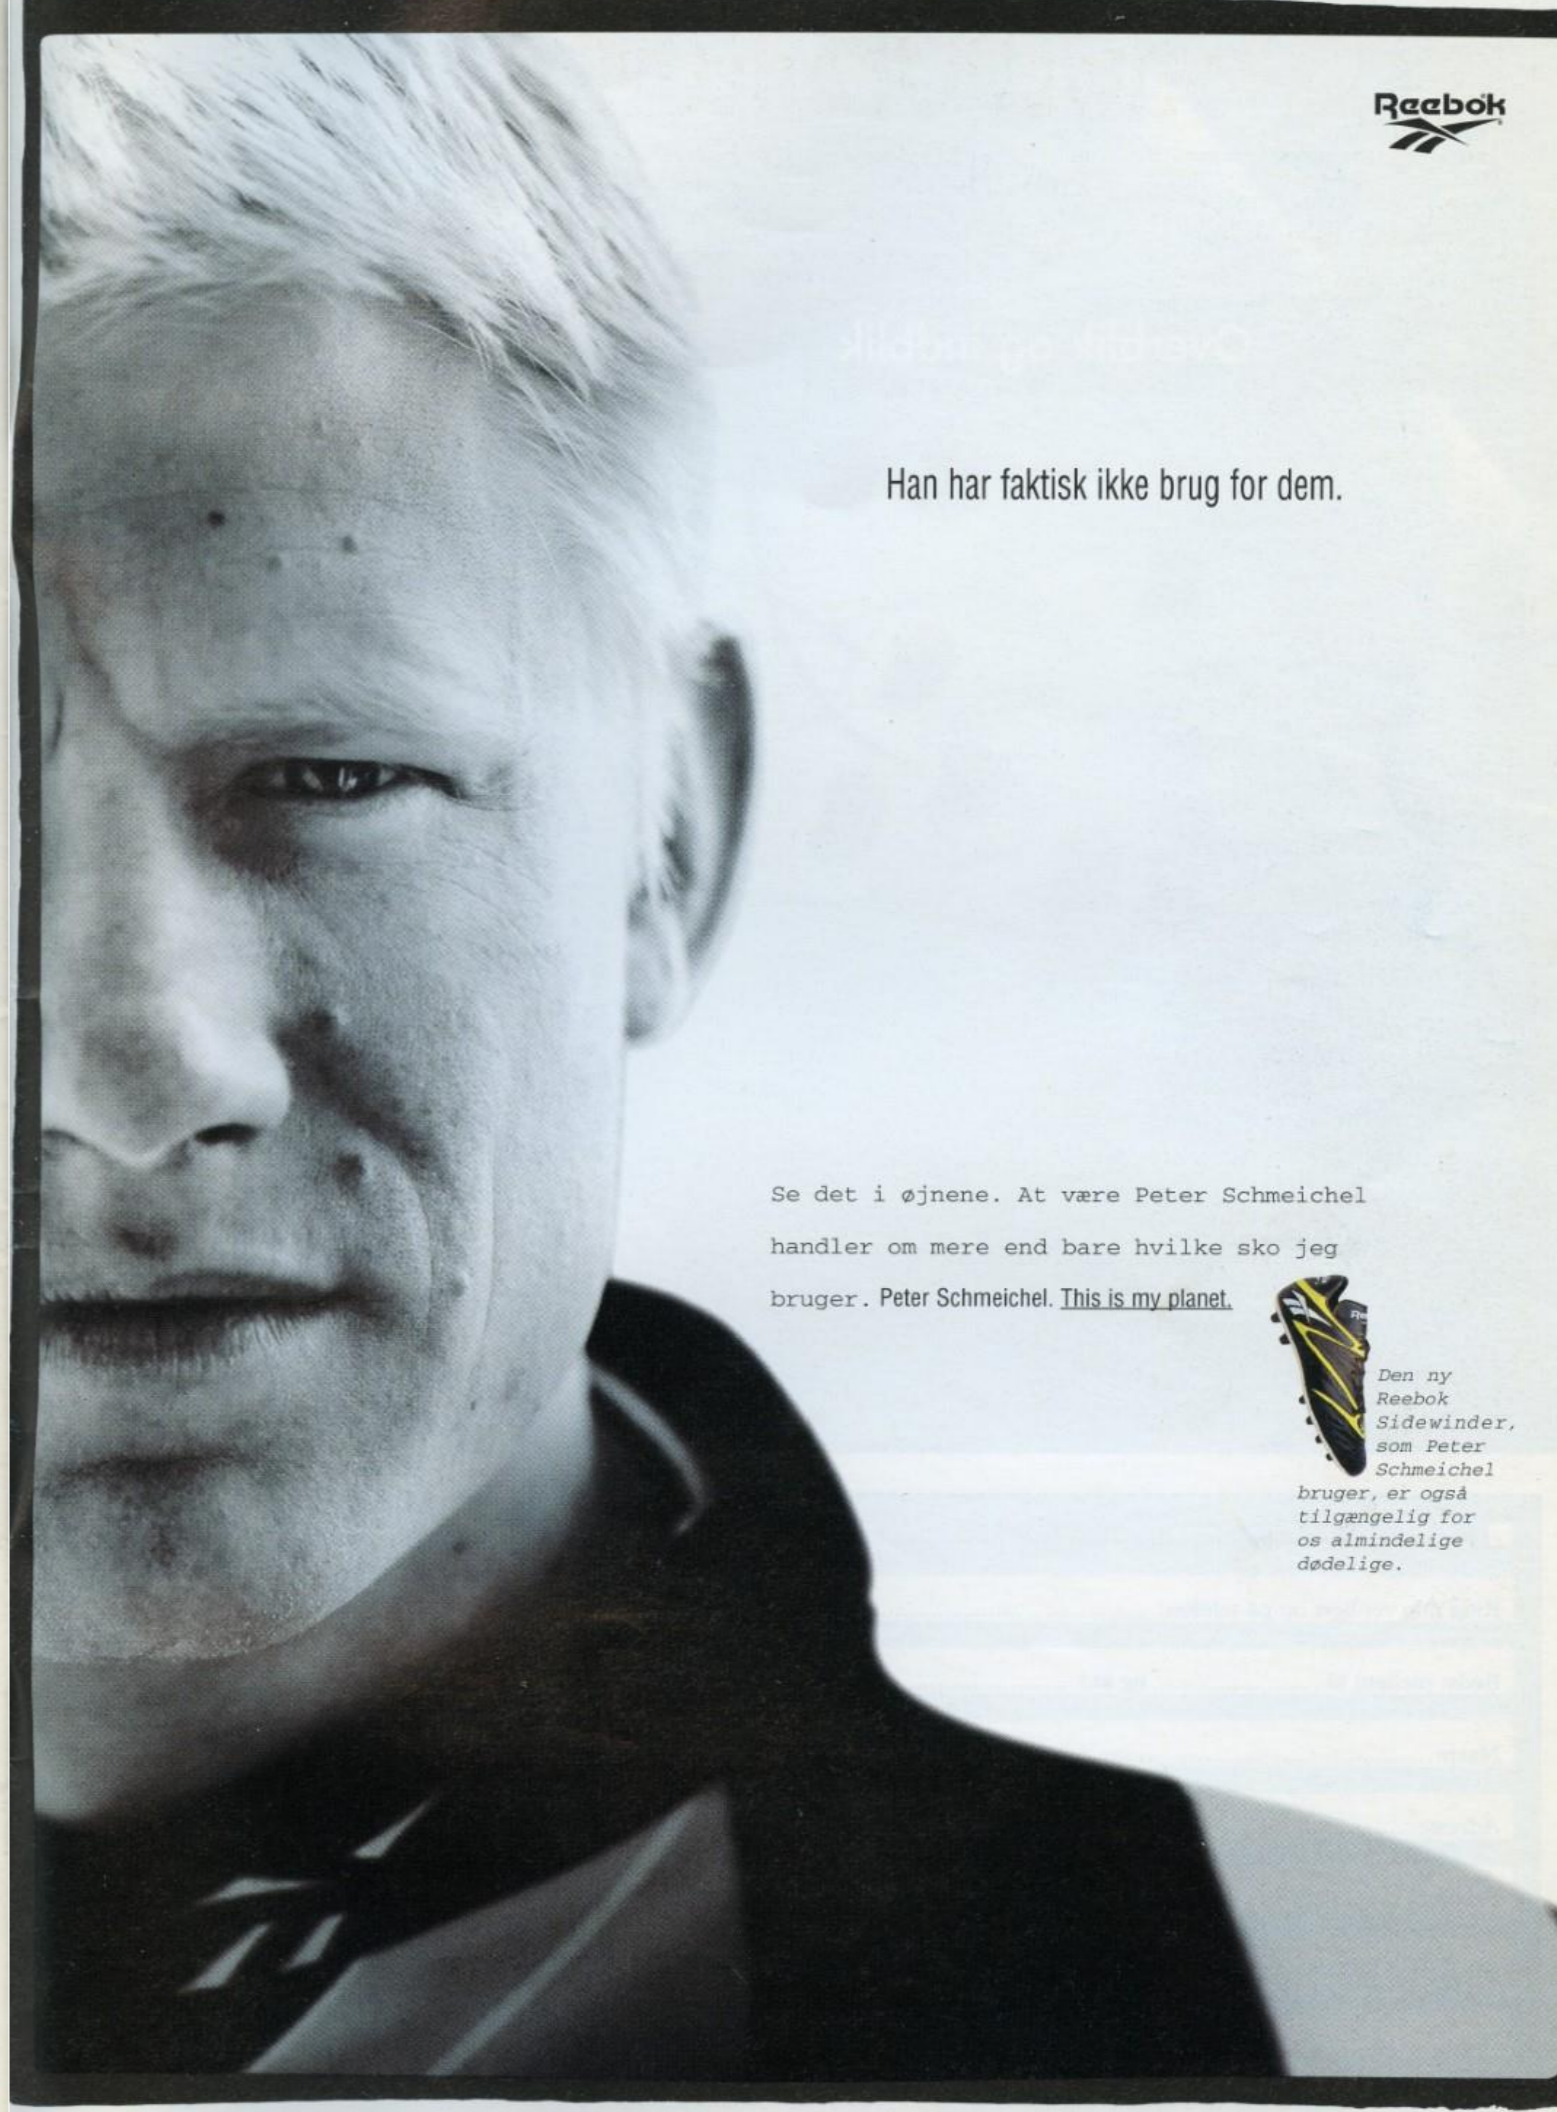 Reebok
Han har faktisk ikke brug for dem.
Se det i øjnene. At være Peter Schmeichel
handler om mere end bare hvilke sko jeg
bruger. Peter Schmeichel. This is my planet.
Den ny
Reebok
Sidewinder,
som Peter
Schmeichel
bruger, er også
tilgængelig for
os almindelige
dødelige.